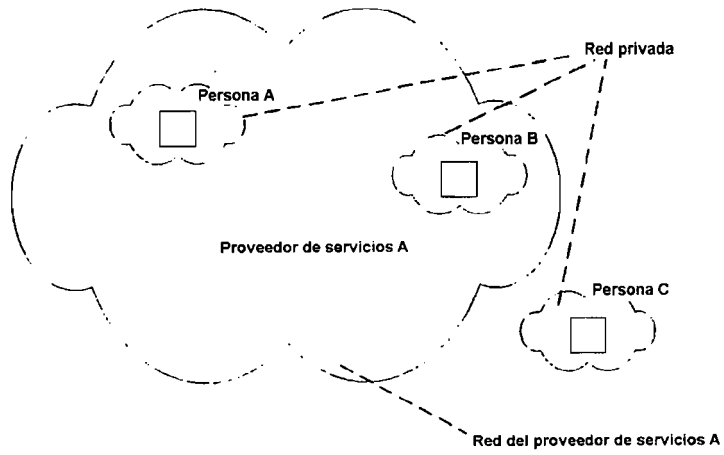 Red privada
Persona A
Persona B
Proveedor de servicios A
Persona C
Red del proveedor de servicios A